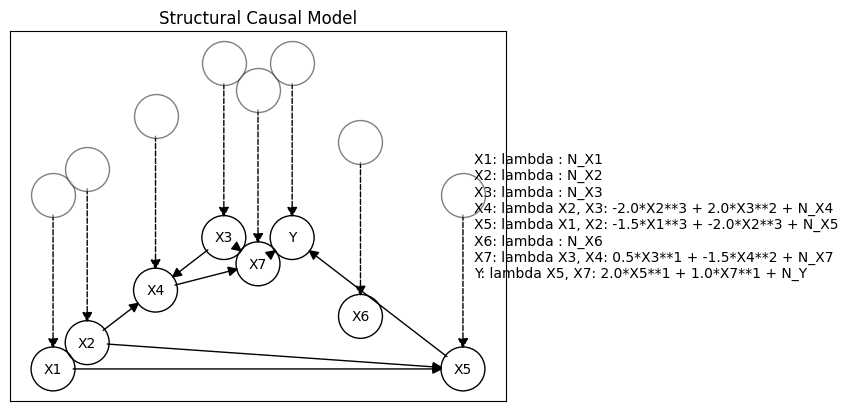 Structural Causal Model
X1: lambda : N_X1
X2: lambda : N_X2
X3: lambda : N_X3
X4: lambda X2, X3: -2.0*X2**3 + 2.0*X3**2 + N_X4
X5: lambda X1, X2: -1.5*X1**3 + -2.0*X2**3 + N_X5
X6: lambda : N_X6
X7: lambda X3, X4: 0.5*X3**1 + -1.5*X4**2 + N_X7
Y: lambda X5, X7: 2.0*X5**1 + 1.0*X7**1 + N_Y
X3
Y
X7
X4
X6
X2
X1
X5